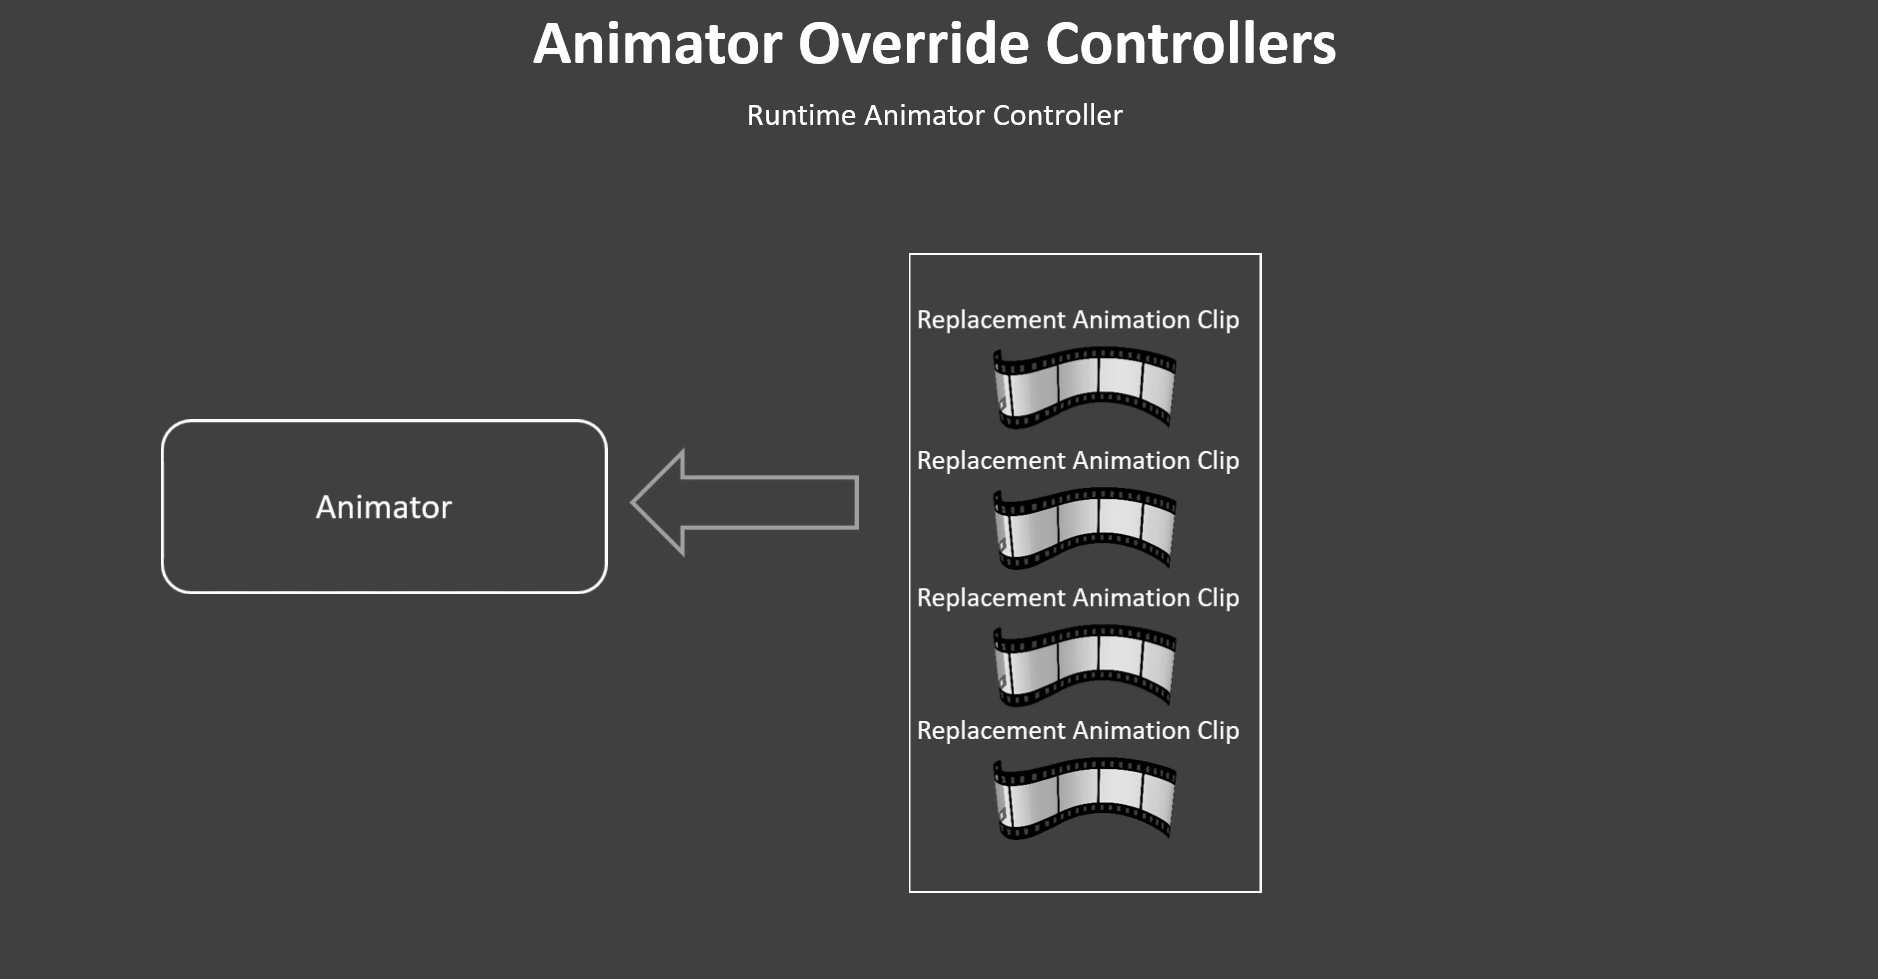 Animator Override Controllers
Runtime Animator Controller
Animator
Replacement Animation Clip
Replacement Animation Clip
Replacement Animation Clip
Replacement Animation Clip